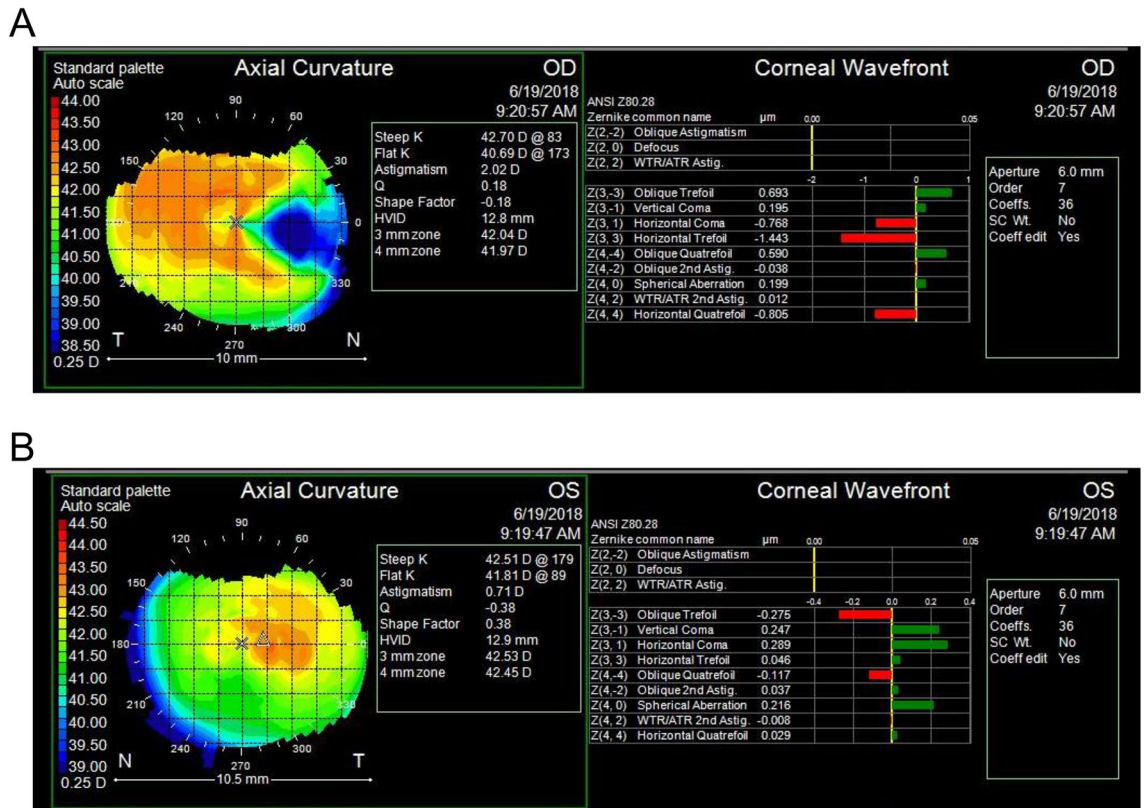 A
Standard palette
Auto scale
Axial Curvature
OD
6/19/2018
9:20:57 AM
44.00
43.50
43.00
42.50
42.00
41.50
41.00
40.50
40.00
39.50
39.00
38.50
0.25 D
90
120
60
150
30
0
330
240
300
270
T
N
10 mm
Steep K 42.70 D @ 83
Flat K 40.69 D @ 173
Astigmatism 2.02 D
Q 0.18
Shape Factor -0.18
HVID 12.8 mm
3 mm zone 42.04 D
4 mm zone 41.97 D
Corneal Wavefront
OD
6/19/2018
9:20:57 AM
ANSI Z80.28
Zernike common name µm 0.00 0.05
Z(2,-2) Oblique Astigmatism
Z(2, 0) Defocus
Z(2, 2) WTR/ATR Astig.
-2 -1 0 1
Z(3,-3) Oblique Trefoil 0.693
Z(3,-1) Vertical Coma 0.195
Z(3, 1) Horizontal Coma -0.768
Z(3, 3) Horizontal Trefoil -1.443
Z(4,-4) Oblique Quatrefoil 0.590
Z(4,-2) Oblique 2nd Astig. -0.038
Z(4, 0) Spherical Aberration 0.199
Z(4, 2) WTR/ATR 2nd Astig. 0.012
Z(4, 4) Horizontal Quatrefoil -0.805
Aperture 6.0 mm
Order 7
Coeffs. 36
SC Wt. No
Coeff edit Yes
B
Standard palette
Auto scale
Axial Curvature
OS
6/19/2018
9:19:47 AM
44.50
44.00
43.50
43.00
42.50
42.00
41.50
41.00
40.50
40.00
39.50
39.00
0.25 D
90
120
60
150
30
180
0
210
330
240
300
270
N
T
10.5 mm
Steep K 42.51 D @ 179
Flat K 41.81 D @ 89
Astigmatism 0.71 D
Q -0.38
Shape Factor 0.38
HVID 12.9 mm
3 mm zone 42.53 D
4 mm zone 42.45 D
Corneal Wavefront
OS
6/19/2018
9:19:47 AM
ANSI Z80.28
Zernike common name µm 0.00 0.05
Z(2,-2) Oblique Astigmatism
Z(2, 0) Defocus
Z(2, 2) WTR/ATR Astig.
-0.4 -0.2 0.0 0.2 0.4
Z(3,-3) Oblique Trefoil -0.275
Z(3,-1) Vertical Coma 0.247
Z(3, 1) Horizontal Coma 0.289
Z(3, 3) Horizontal Trefoil 0.046
Z(4,-4) Oblique Quatrefoil -0.117
Z(4,-2) Oblique 2nd Astig. 0.037
Z(4, 0) Spherical Aberration 0.216
Z(4, 2) WTR/ATR 2nd Astig. -0.008
Z(4, 4) Horizontal Quatrefoil 0.029
Aperture 6.0 mm
Order 7
Coeffs. 36
SC Wt. No
Coeff edit Yes